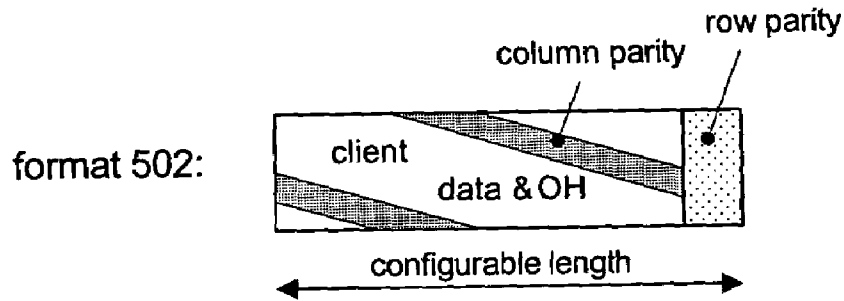 row parity
column parity
format 502:
client
data & OH
configurable length